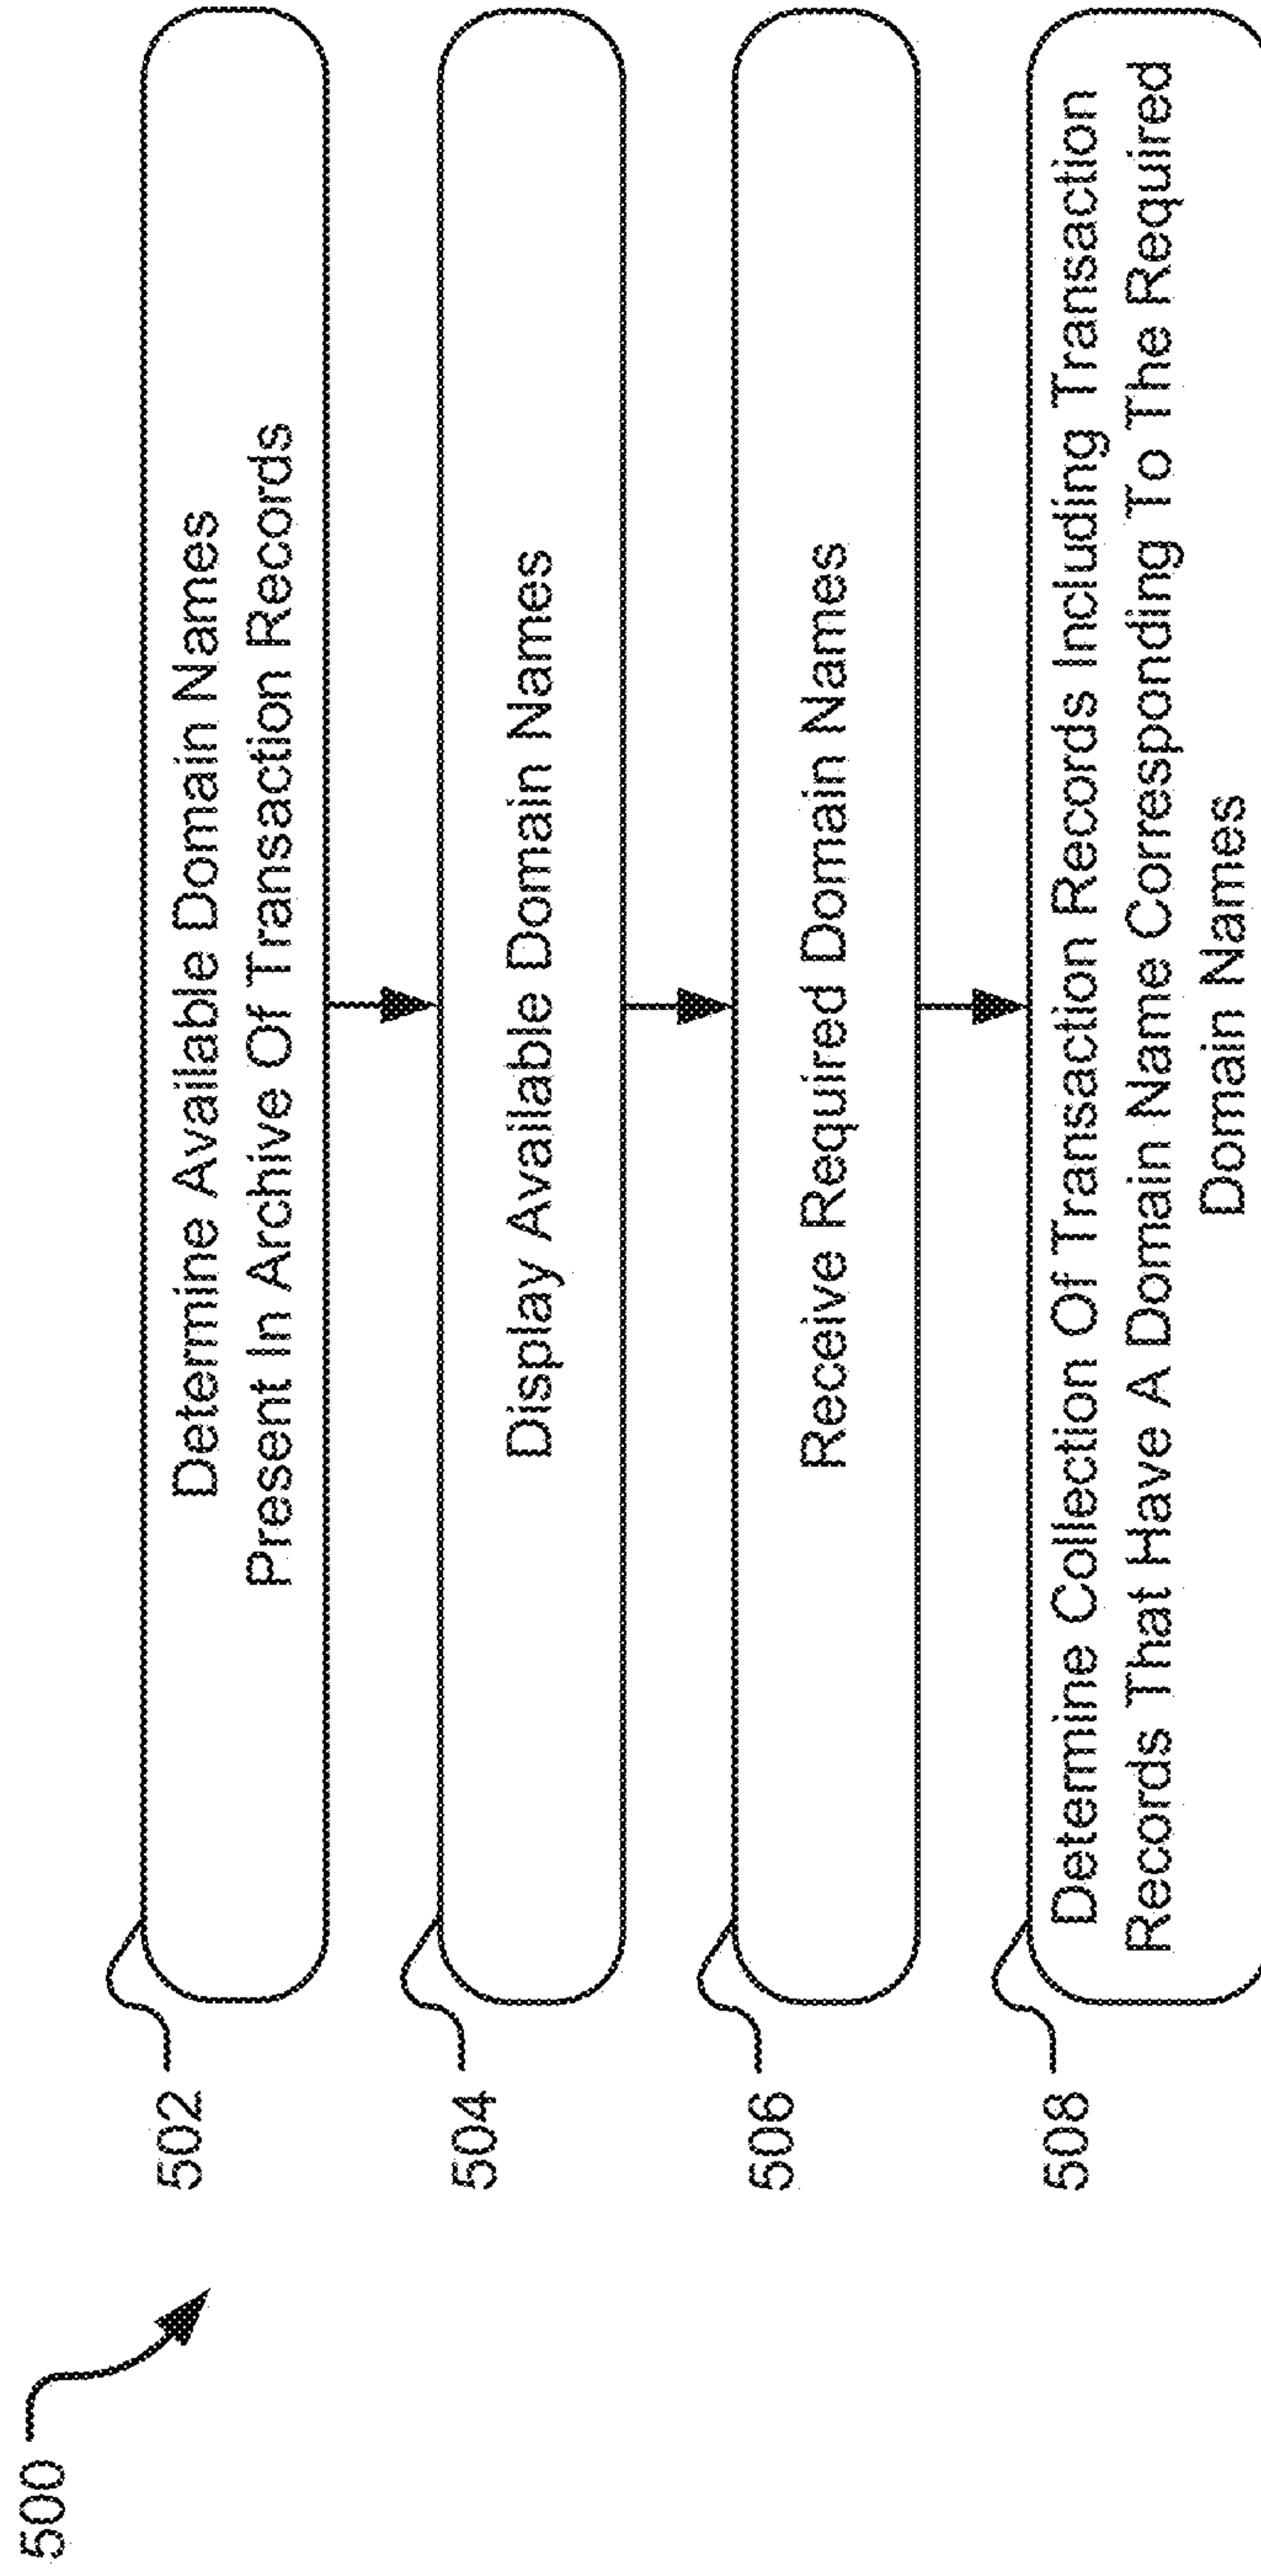 500
502
Determine Available Domain Names
Present In Archive Of Transaction Records
504
Display Available Domain Names
506
Receive Required Domain Names
508
Determine Collection Of Transaction Records Including Transaction
Records That Have A Domain Name Corresponding To The Required
Domain Names